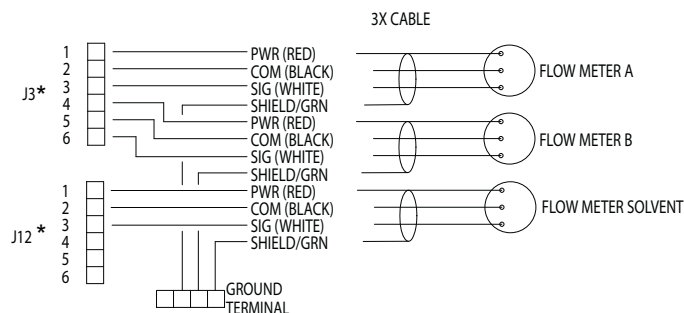 3X CABLE
J3*
1
2
3
4
5
6
PWR (RED)
COM (BLACK)
SIG (WHITE)
SHIELD/GRN
PWR (RED)
COM (BLACK)
SIG (WHITE)
SHIELD/GRN
FLOW METER A
FLOW METER B
J12 *
1
2
3
4
5
6
PWR (RED)
COM (BLACK)
SIG (WHITE)
SHIELD/GRN
FLOW METER SOLVENT
GROUND
TERMINAL